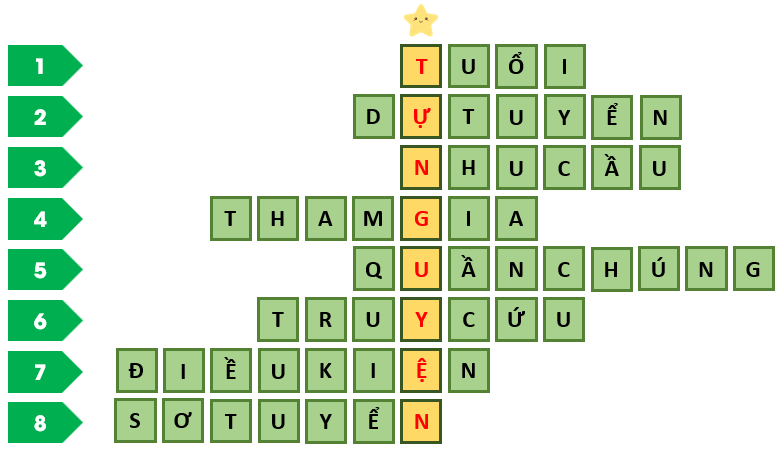 1 TUỔI
2 DỰTUYỂN
3 NHUCẦU
4 THAMGIA
5 QUẦNCHÚNG
6 TRUYCỨU
7 ĐIỀUKIỆN
8 SƠTUYỂN